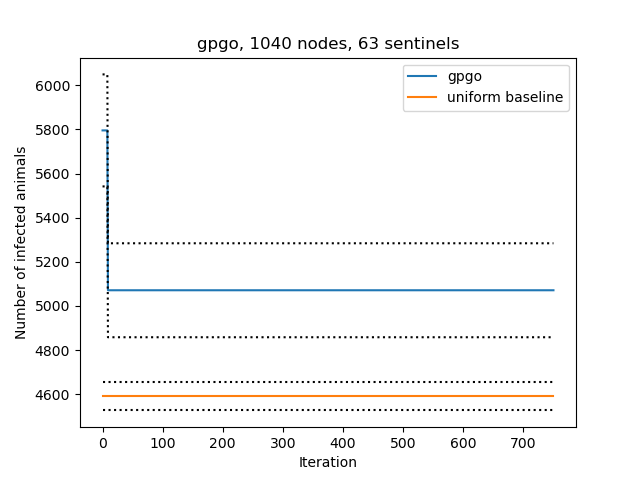 gpgo, 1040 nodes, 63 sentinels
gpgo
uniform baseline
Number of infected animals
6000
5800
5600
5400
5200
5000
4800
4600
0 100 200 300 400 500 600 700
Iteration